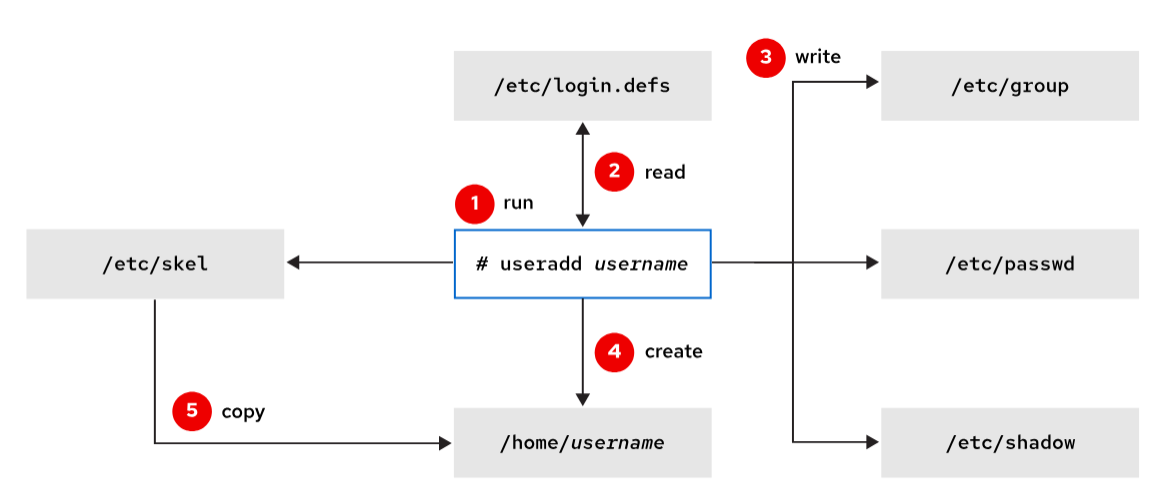 3 write
/etc/login.defs
/etc/group
2 read
1 run
/etc/skel
# useradd username
/etc/passwd
4 create
5 copy
/home/username
/etc/shadow